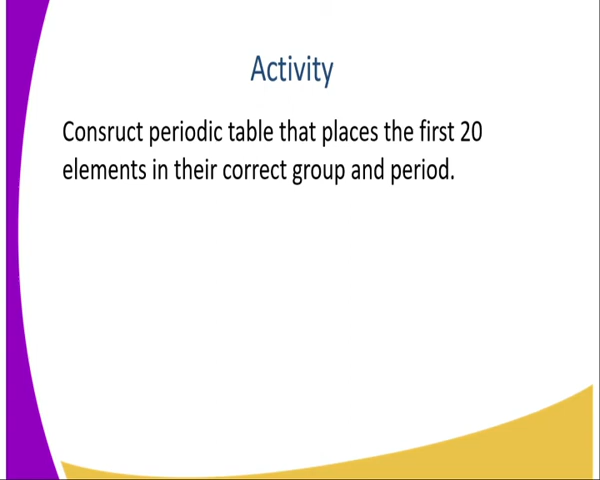 Activity
Consruct periodic table that places the first 20
elements in their correct group and period.